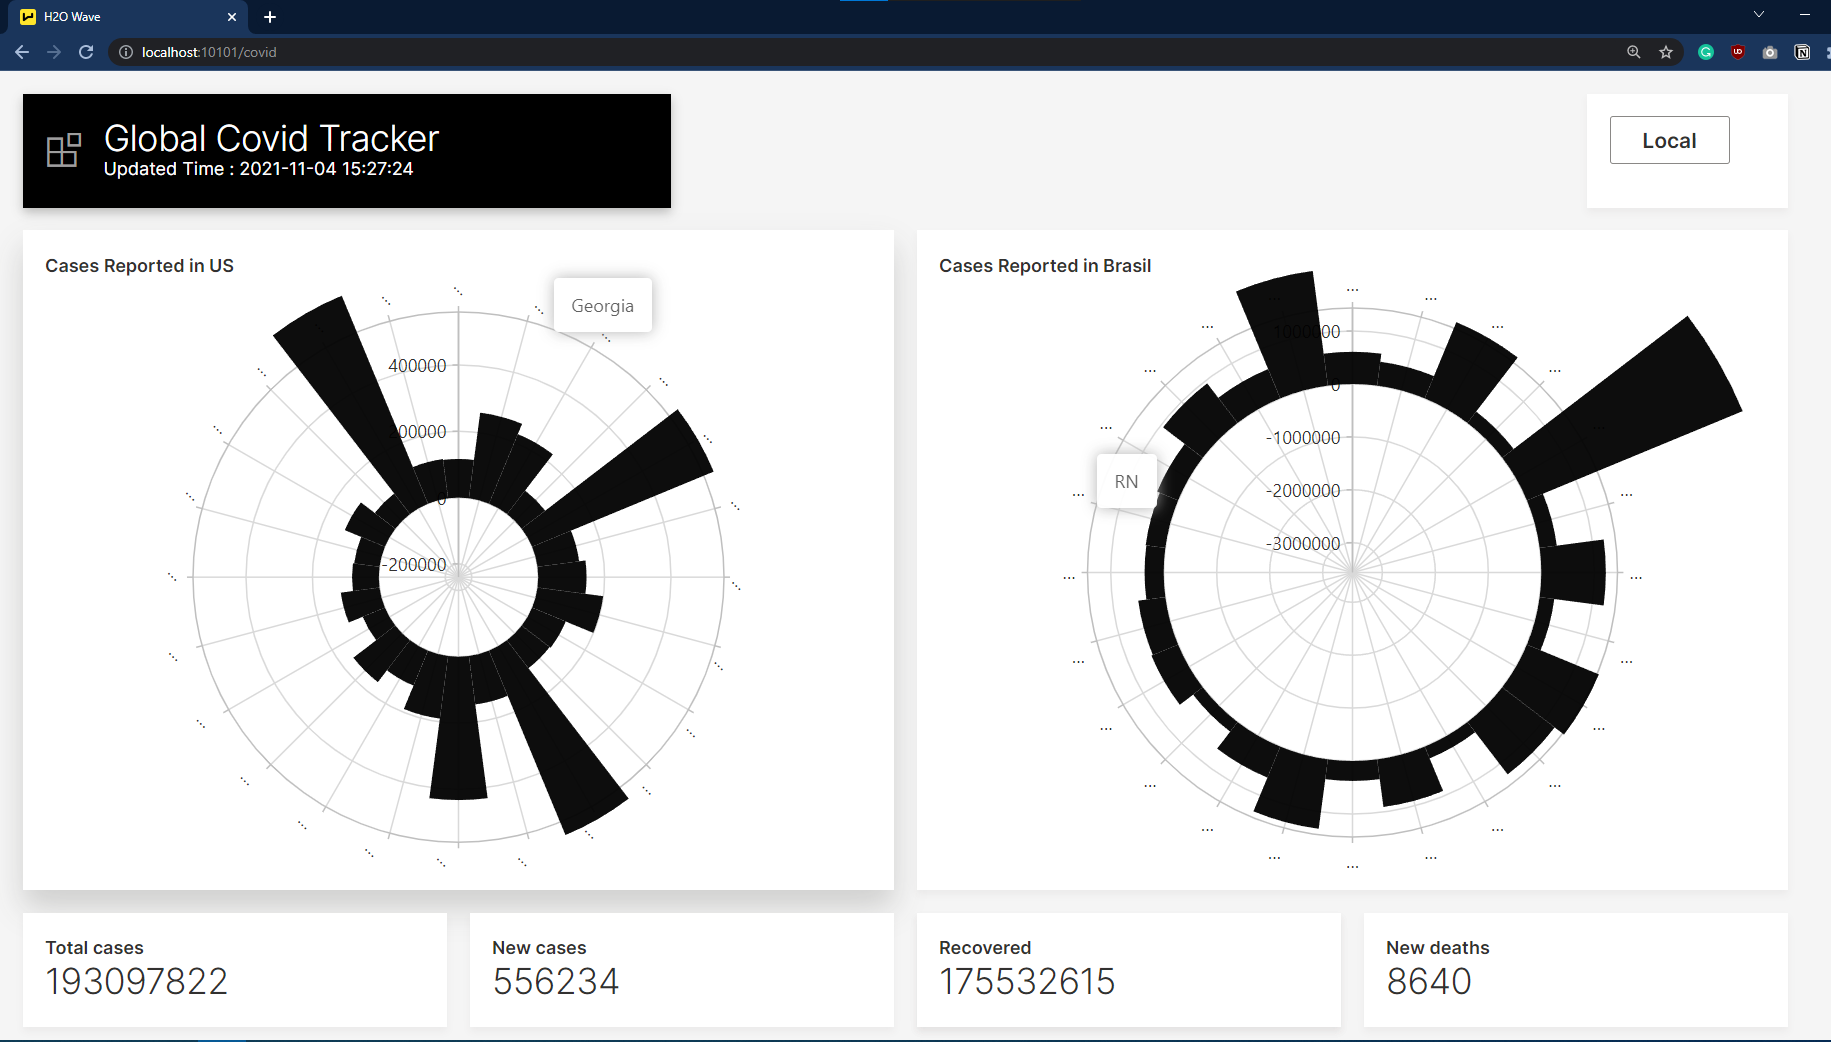 H2O Wave
localhost:10101/covid
Global Covid Tracker
Updated Time : 2021-11-04 15:27:24
Local
Cases Reported in US
Georgia
400000
200000
0
-200000
Cases Reported in Brasil
RN
1000000
0
-1000000
-2000000
-3000000
Total cases
193097822
New cases
556234
Recovered
175532615
New deaths
8640